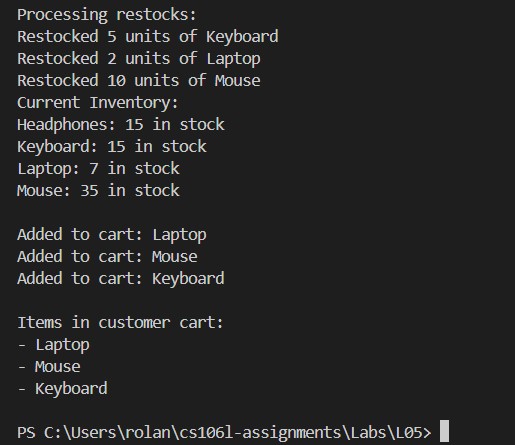 Processing restocks:
Restocked 5 units of Keyboard
Restocked 2 units of Laptop
Restocked 10 units of Mouse
Current Inventory:
Headphones: 15 in stock
Keyboard: 15 in stock
Laptop: 7 in stock
Mouse: 35 in stock

Added to cart: Laptop
Added to cart: Mouse
Added to cart: Keyboard

Items in customer cart:
- Laptop
- Mouse
- Keyboard

PS C:\Users\rolan\cs106l-assignments\Labs\L05>